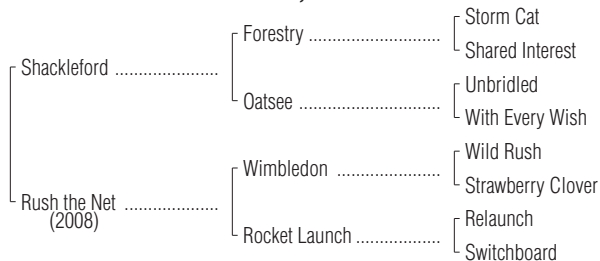 Storm Cat
Forestry ........................
Shared Interest
Shackleford ...................
Unbridled
Oatsee ..........................
With Every Wish
Wild Rush
Wimbledon ...................
Strawberry Clover
Rush the Net .................
(2008)
Relaunch
Rocket Launch ...............
Switchboard